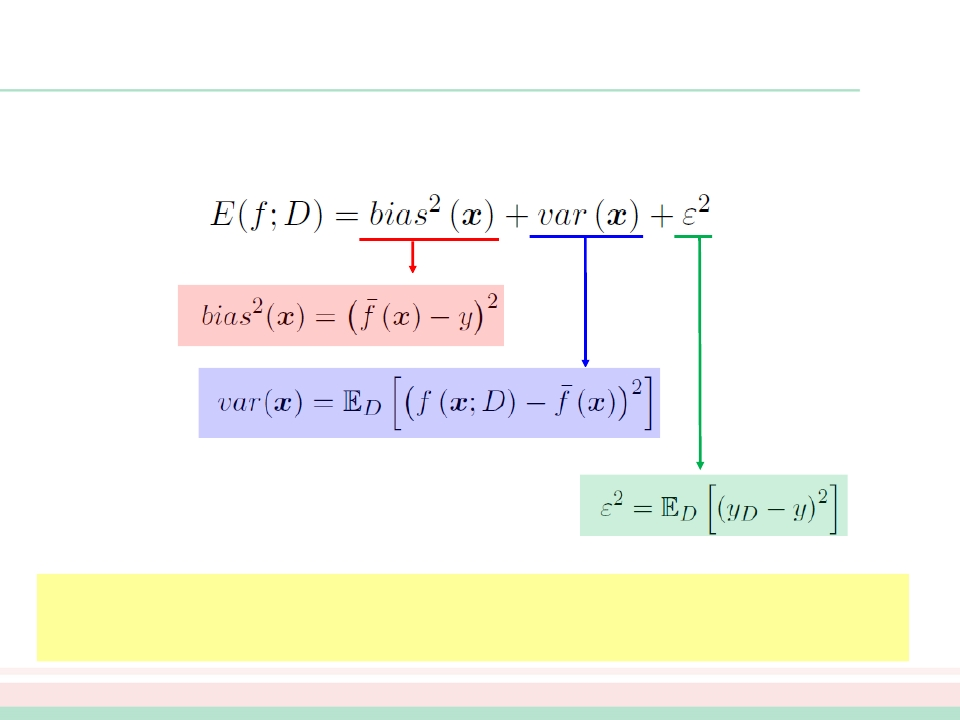 E(f; D) = bias² (x) + var (x) + ε²
bias²(x) = (f̄ (x) − y)²
var(x) = 𝔼_D [(f (x; D) − f̄ (x))²]
ε² = 𝔼_D [(y_D − y)²]